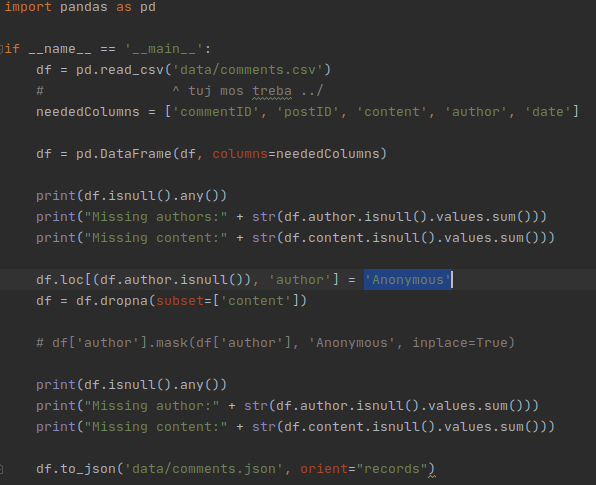 import pandas as pd
if __name__ == '__main__':
df = pd.read_csv('data/comments.csv')
# ^ tuj mos treba ../
neededColumns = ['commentID', 'postID', 'content', 'author', 'date']
df = pd.DataFrame(df, columns=neededColumns)
print(df.isnull().any())
print("Missing authors:" + str(df.author.isnull().values.sum()))
print("Missing content:" + str(df.content.isnull().values.sum()))
df.loc[(df.author.isnull()), 'author'] = 'Anonymous'
df = df.dropna(subset=['content'])
# df['author'].mask(df['author'], 'Anonymous', inplace=True)
print(df.isnull().any())
print("Missing author:" + str(df.author.isnull().values.sum()))
print("Missing content:" + str(df.content.isnull().values.sum()))
df.to_json('data/comments.json', orient="records")